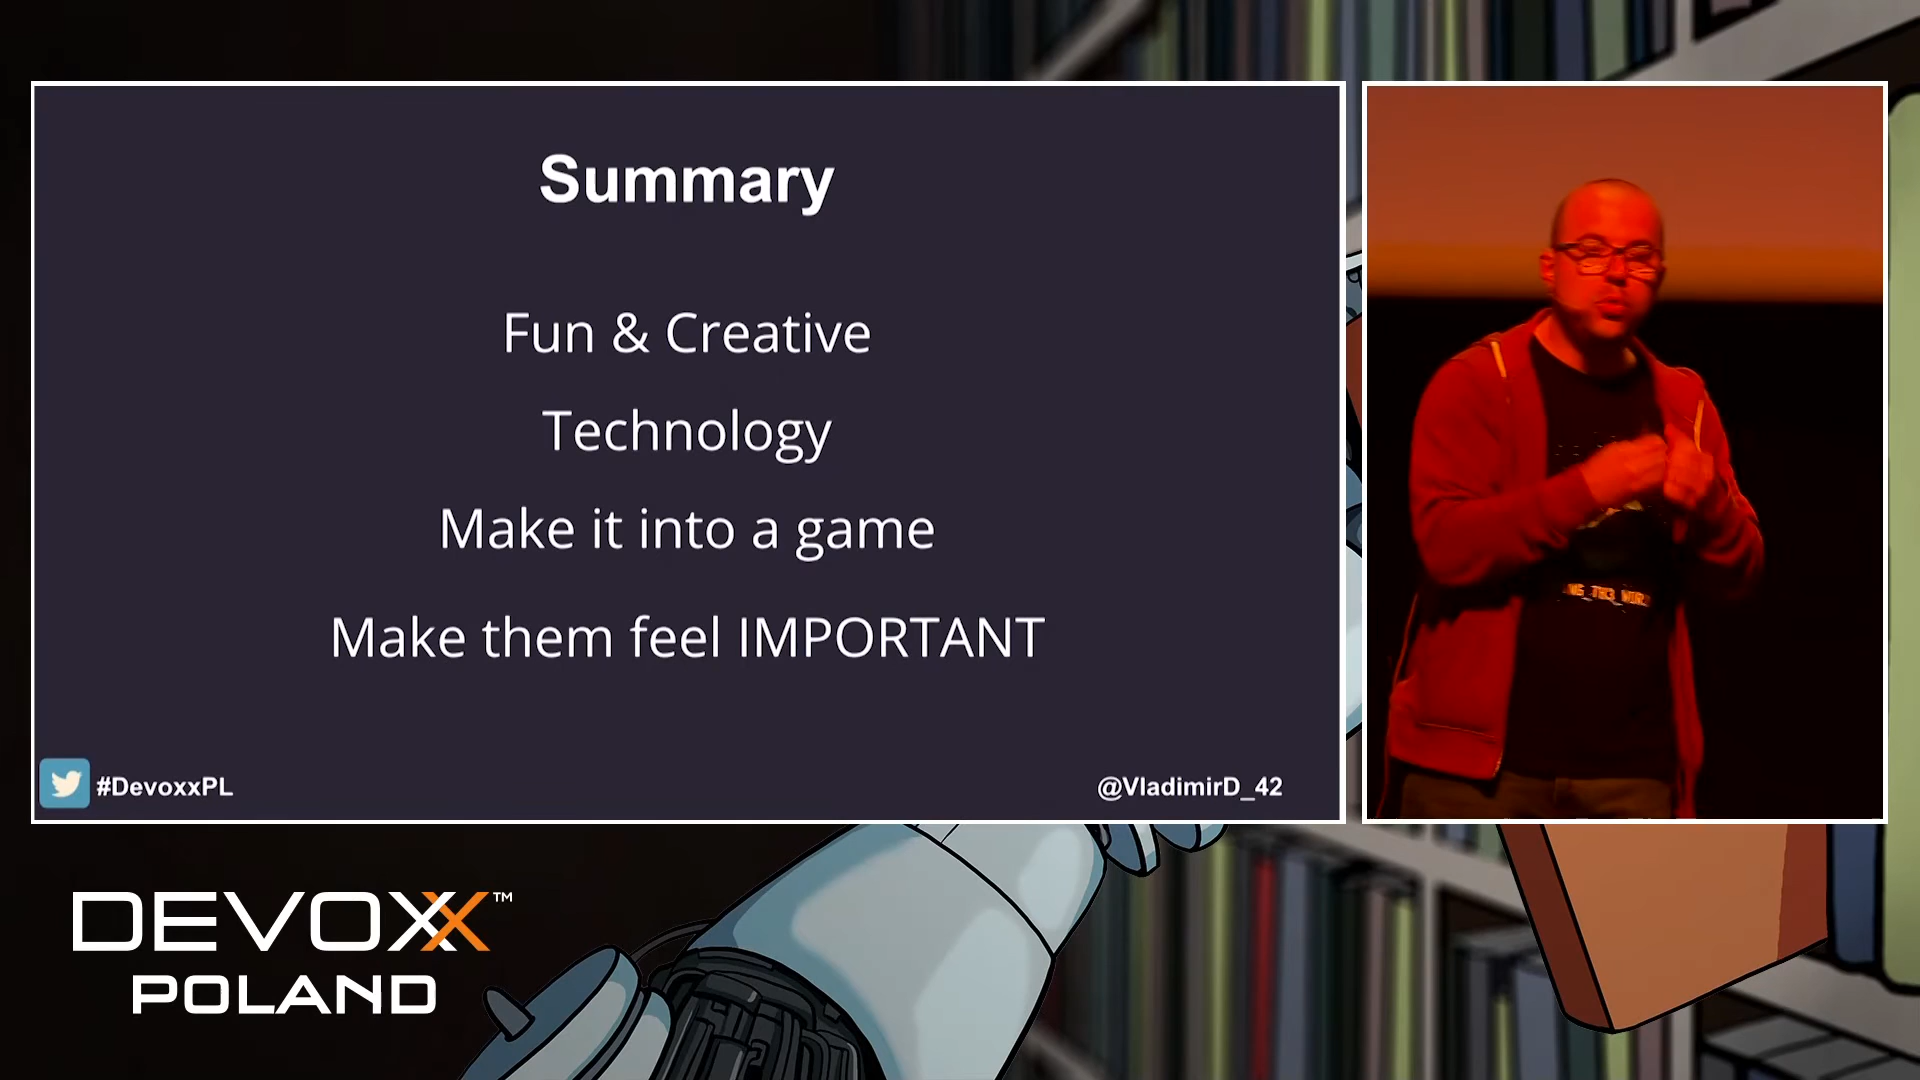 Summary
Fun & Creative
Technology
Make it into a game
Make them feel IMPORTANT
#DevoxxPL
@VladimirD_42
DEVOXX™
POLAND